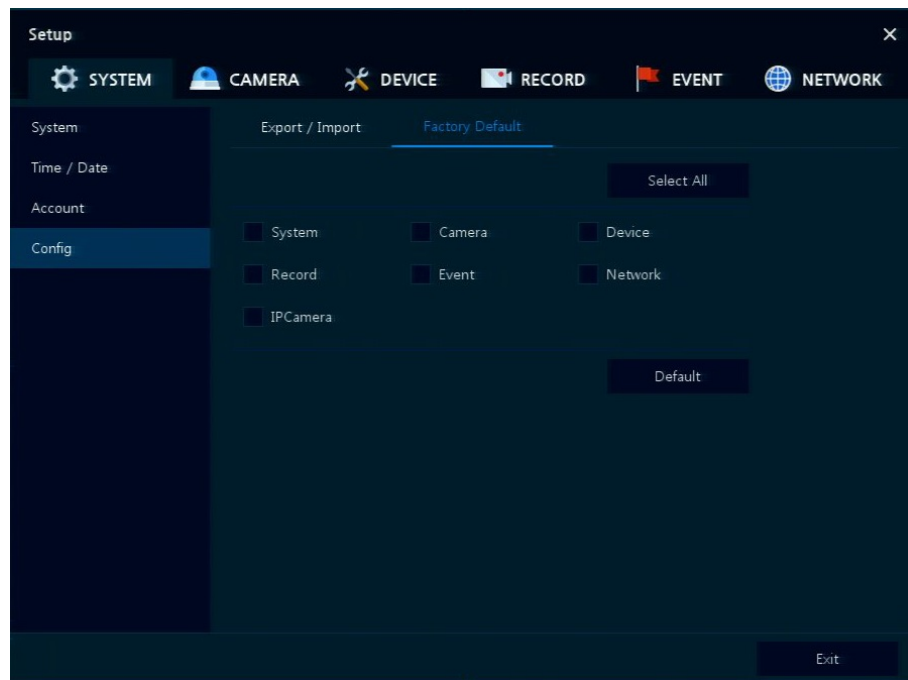 Setup
SYSTEM CAMERA DEVICE RECORD EVENT NETWORK
System
Export / Import Factory Default
Time / Date
Select All
Account
System Camera Device
Config
Record Event Network
IPCamera
Default
Exit